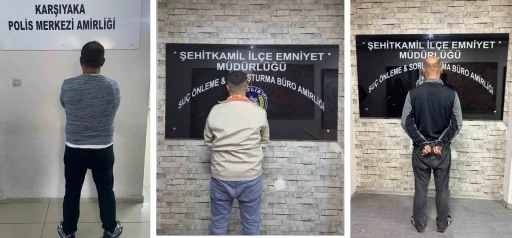 KARŞIYAKA
POLİS MERKEZİ AMİRLİĞİ
ŞEHİTKAMİL İLÇE EMNİYET
MÜDÜRLÜĞÜ
SUÇ ÖNLEME & SORUŞTURMA BÜRO AMİRLİĞİ
ŞEHİTKAMİL İLÇE EMNİYET
MÜDÜRLÜĞÜ
SUÇ ÖNLEME & SORUŞTURMA BÜRO AMİRLİĞİ